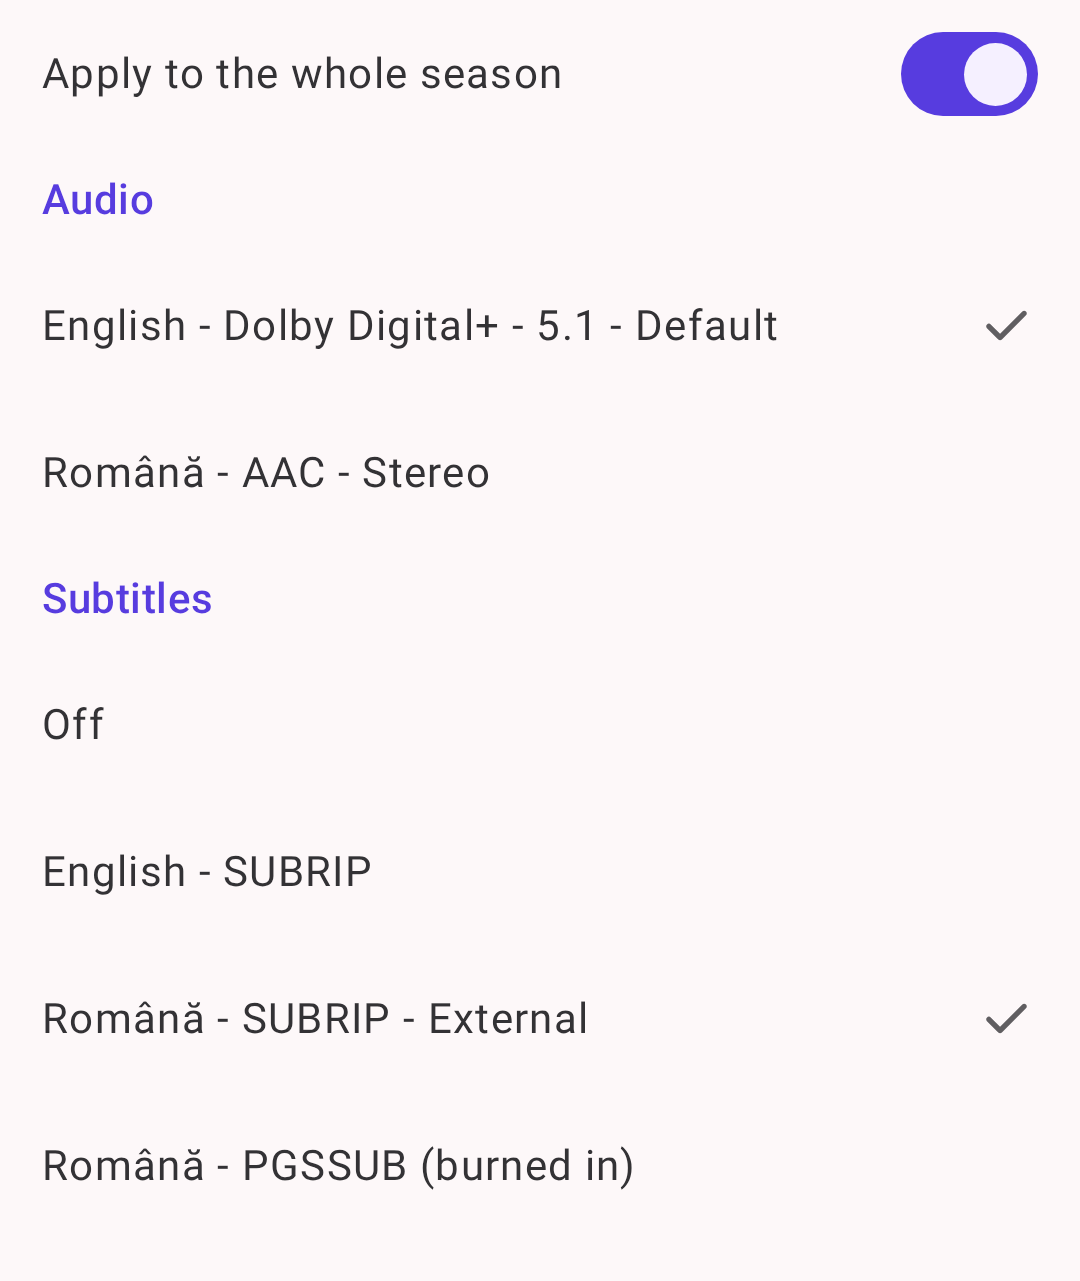 Apply to the whole season
Audio
English - Dolby Digital+ - 5.1 - Default
Română - AAC - Stereo
Subtitles
Off
English - SUBRIP
Română - SUBRIP - External
Română - PGSSUB (burned in)